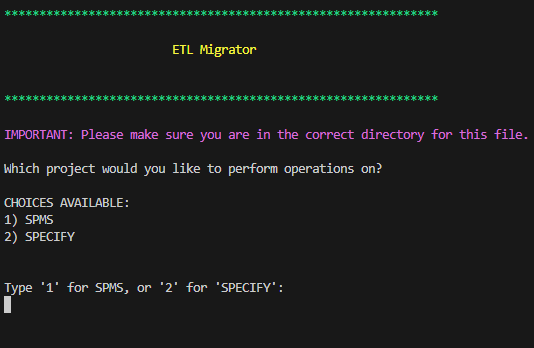 **************************************************************
ETL Migrator
**************************************************************
IMPORTANT: Please make sure you are in the correct directory for this file.
Which project would you like to perform operations on?
CHOICES AVAILABLE:
1) SPMS
2) SPECIFY
Type '1' for SPMS, or '2' for 'SPECIFY':